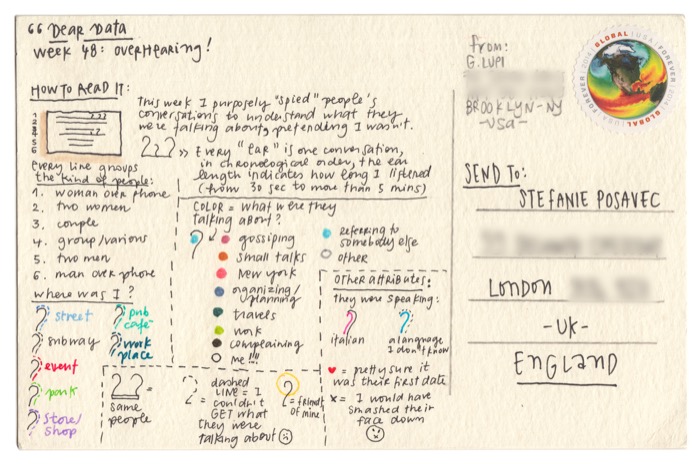 " DEAR DATA
week 48: overHearing!
HOW TO READ IT:
1
2
3
4
5
6
This week I purposely "spied" people's
conversations to understand what they
were talking about, pretending I wasn't.
» Every "ear" is one conversation,
in chronological order, the ear
length indicates how long I listened
(from 30 sec to more than 5 mins)
Every line groups
the kind of people:
1. woman over phone
2. two women
3. couple
4. group/various
5. two men
6. man over phone
where was I?
street
subway
event
park
store/
shop
pub
cafè
work
place
COLOR = what were they
talking about?
gossiping
small talks
New york
organizing/
planning
travels
work
complaining
me!!!!
referring to
somebody else
other
OTHER attributes:
They were speaking:
italian
a language
I don't know
= pretty sure it
was their first date
x= I would have
smashed their
face down
=
same
people
dashed
LINE = I
= couldn't
GET what
they were
talking about
= friend
of mine
from:
G. LUPI
BROOKLYN - NY
- USA -
GLOBAL | USA | FOREVER
SEND TO:
STEFANIE POSAVEC
LONDON
- UK -
ENGLAND